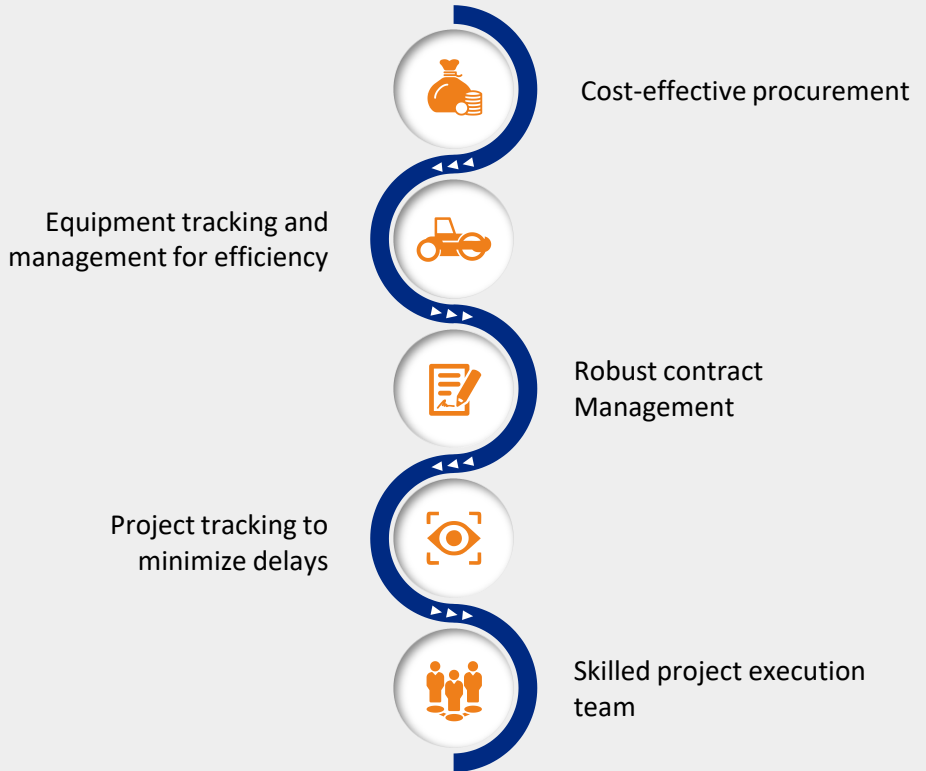 Cost-effective procurement
Equipment tracking and
management for efficiency
Robust contract
Management
Project tracking to
minimize delays
Skilled project execution
team